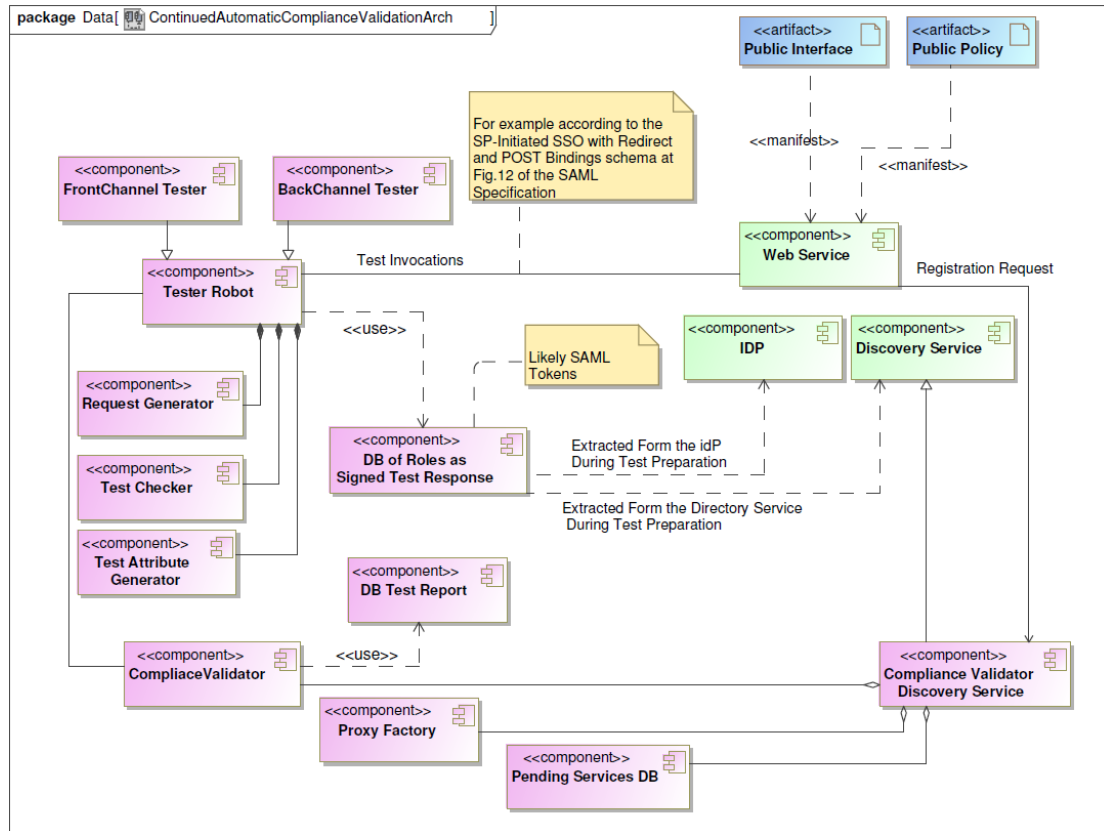 package Data[ ContinuedAutomaticComplianceValidationArch ]
<<artifact>>
Public Interface
<<artifact>>
Public Policy
For example according to the
SP-Initiated SSO with Redirect
and POST Bindings schema at
Fig.12 of the SAML
Specification
<<manifest>>
<<manifest>>
<<component>>
FrontChannel Tester
<<component>>
BackChannel Tester
<<component>>
Web Service
Test Invocations
Registration Request
<<component>>
Tester Robot
<<use>>
<<component>>
IDP
<<component>>
Discovery Service
Likely SAML
Tokens
<<component>>
Request Generator
<<component>>
DB of Roles as
Signed Test Response
Extracted Form the idP
During Test Preparation
<<component>>
Test Checker
Extracted Form the Directory Service
During Test Preparation
<<component>>
Test Attribute
Generator
<<component>>
DB Test Report
<<component>>
CompliaceValidator
<<use>>
<<component>>
Compliance Validator
Discovery Service
<<component>>
Proxy Factory
<<component>>
Pending Services DB